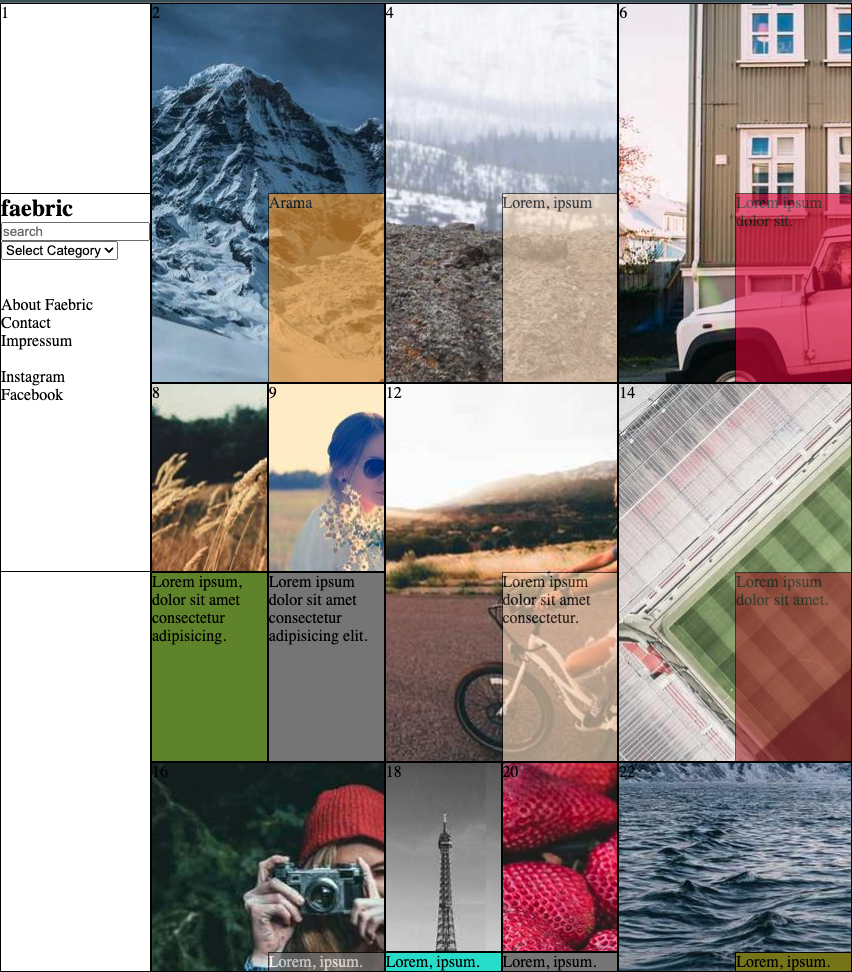 1
2
4
6
faebric
search
Select Category
About Faebric
Contact
Impressum
Instagram
Facebook
Arama
Lorem, ipsum
Lorem ipsum
dolor sit.
8
9
12
14
Lorem ipsum,
dolor sit amet
consectetur
adipisicing.
Lorem ipsum
dolor sit amet
consectetur
adipisicing elit.
Lorem ipsum
dolor sit amet
consectetur.
Lorem ipsum
dolor sit amet.
16
18
20
22
Lorem, ipsum.
Lorem, ipsum.
Lorem, ipsum.
Lorem, ipsum.